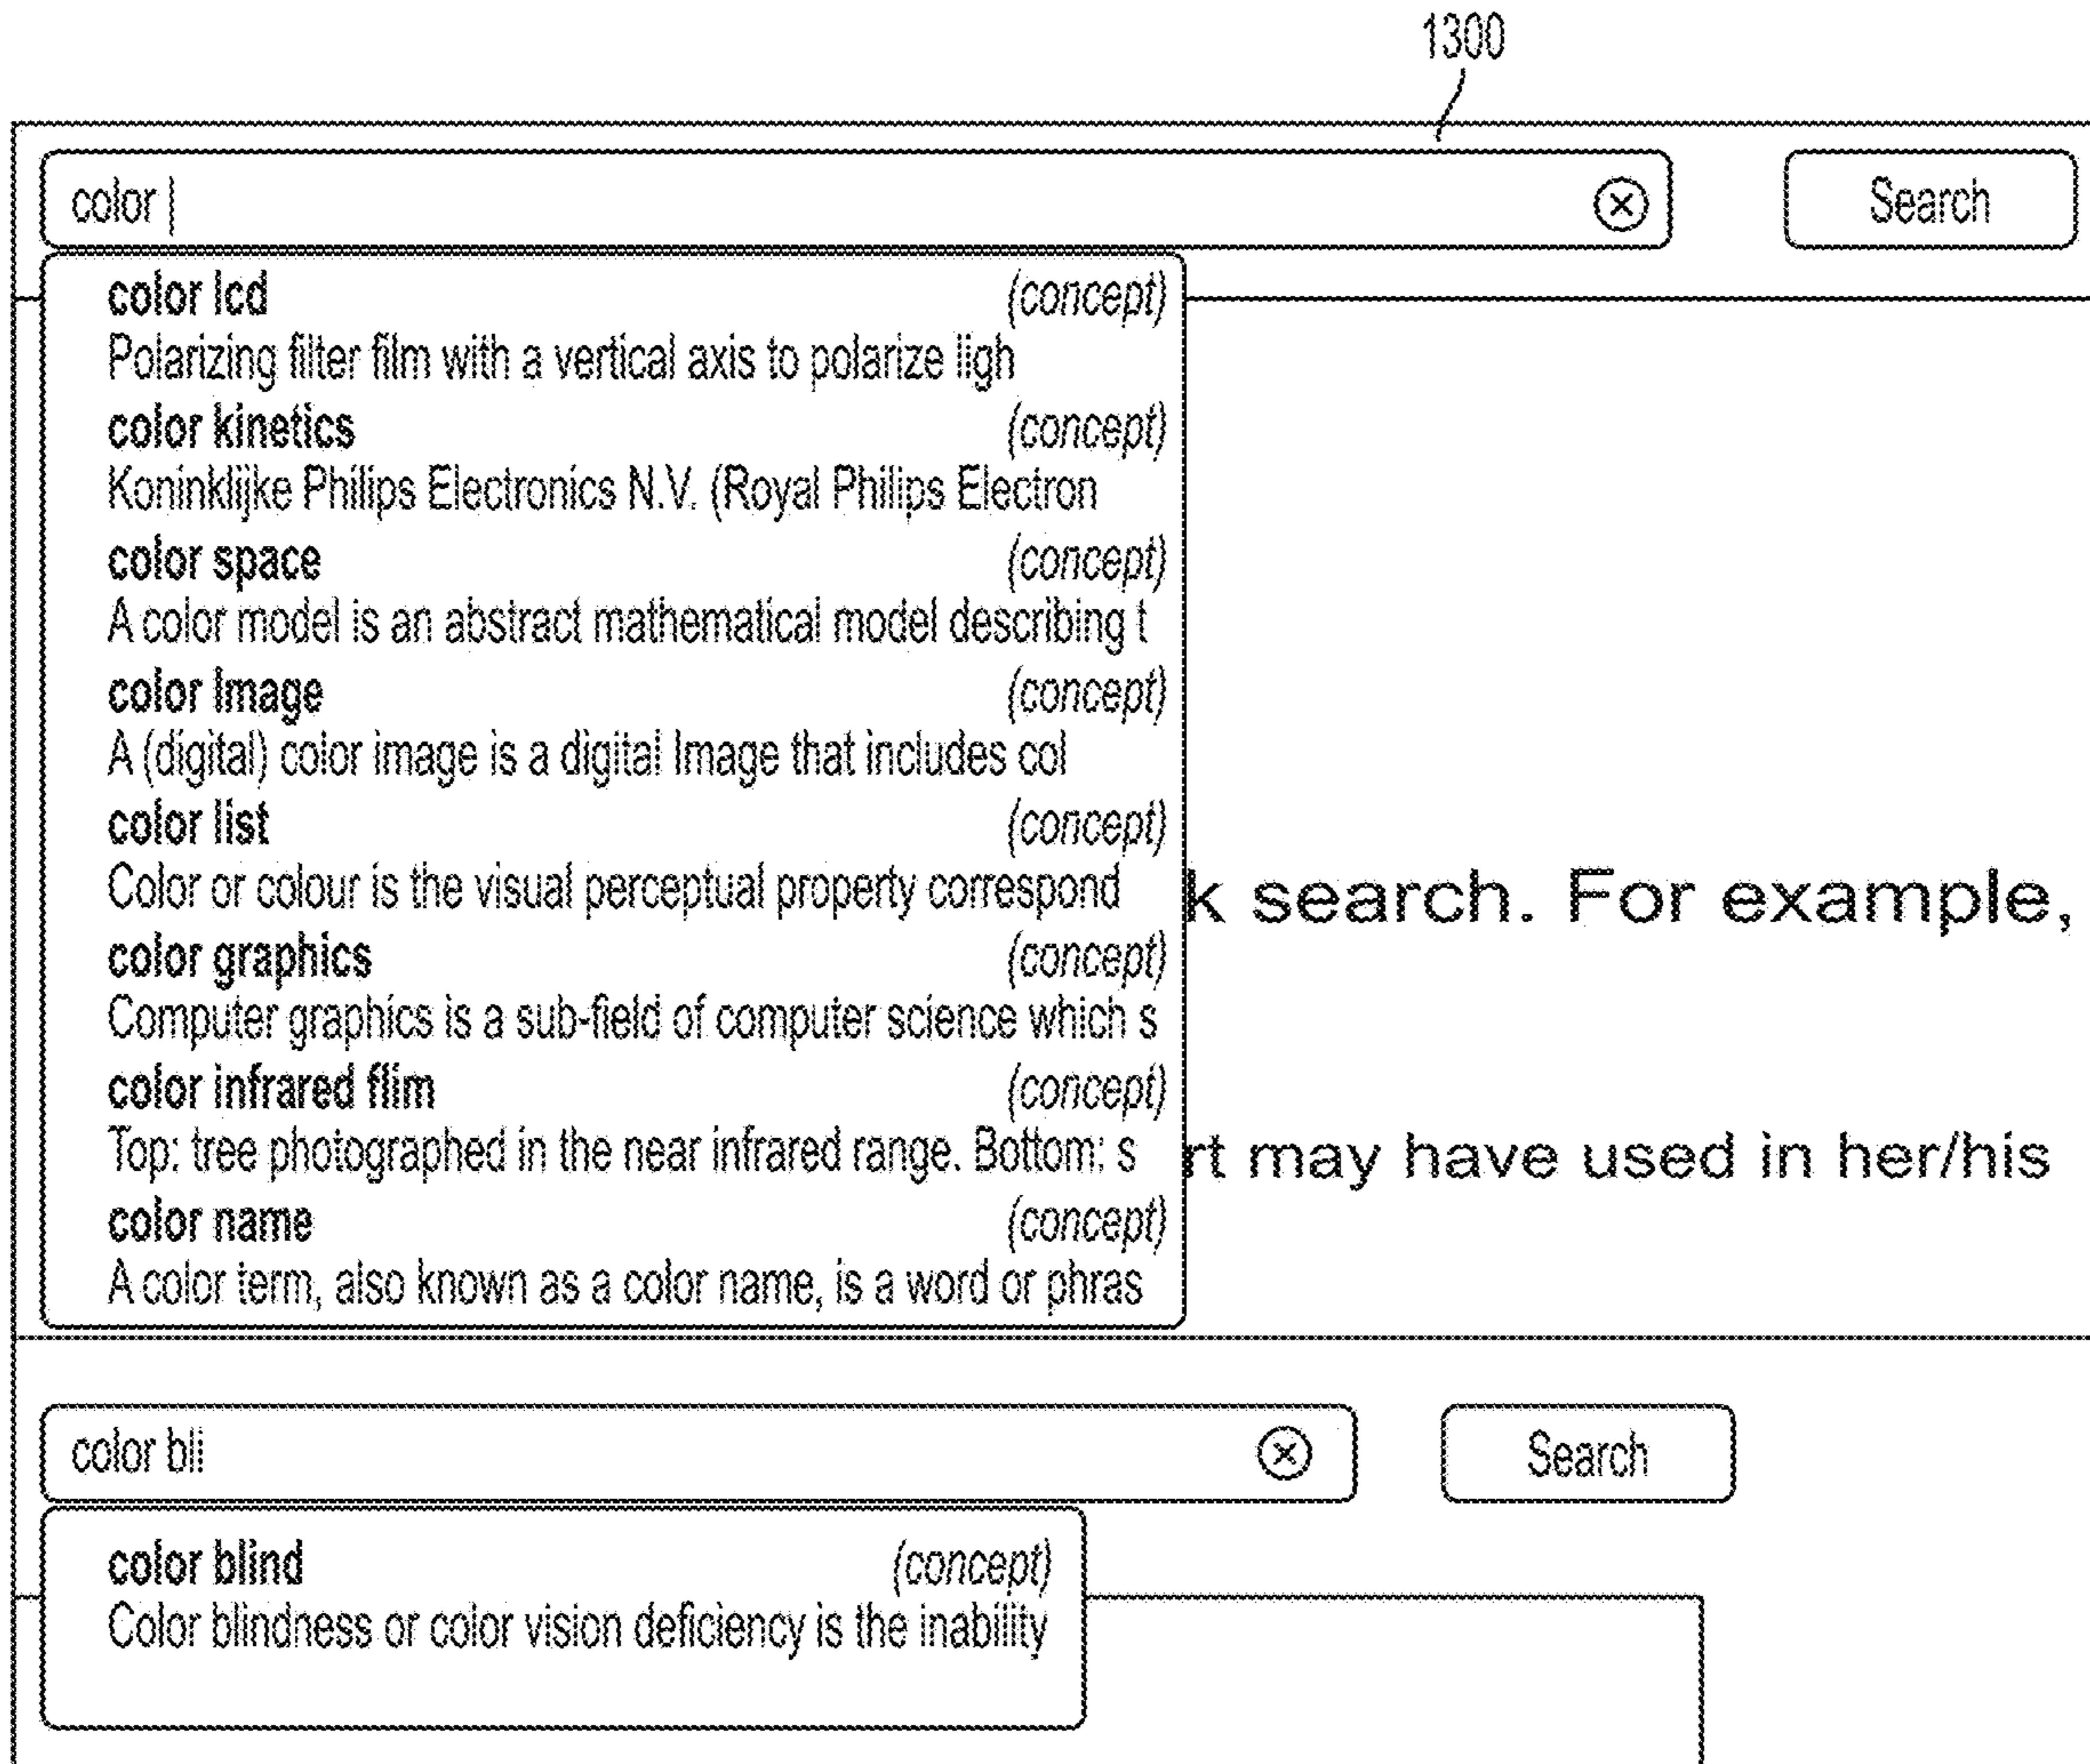 1300
color Search
color lcd (concept)
Polarizing filter film with a vertical axis to polarize ligh
color kinetics (concept)
Koninklijke Philips Electronics N.V. (Royal Philips Electron
color space (concept)
A color model is an abstract mathematical model describing t
color Image (concept)
A (digital) color image is a digital Image that includes col
color list (concept)
Color or colour is the visual perceptual property correspond
k search. For example,
color graphics (concept)
Computer graphics is a sub-field of computer science which s
color infrared flim (concept)
Top: tree photographed in the near infrared range. Bottom: s
rt may have used in her/his
color name (concept)
A color term, also known as a color name, is a word or phras
color bli Search
color blind (concept)
Color blindness or color vision deficiency is the inability